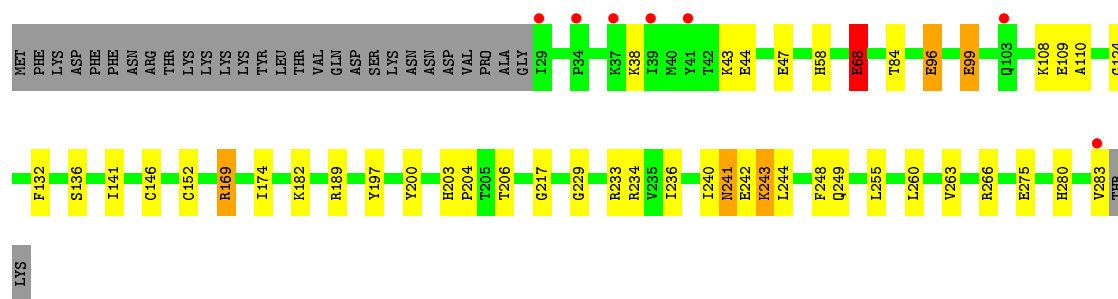 MET PHE LYS ASP PHE PHE ASN ARG THR LYS LYS LYS LYS TYR LEU THR VAL GLN ASP SER LYS ASN ASN ASP VAL PRO ALA GLY I29 P34 K37 K38 I39 M40 Y41 T42 K43 E44 E47 H58 E68 T84 E96 E99 Q103 K108 E109 A110
F132 S136 I141 C146 C152 R169 I174 K182 R189 Y197 Y200 H203 P204 T205 T206 G217 G229 R233 R234 V235 I236 I240 N241 E242 K243 L244 F248 Q249 L255 L260 V263 R266 E275 H280 V283 THR
LYS